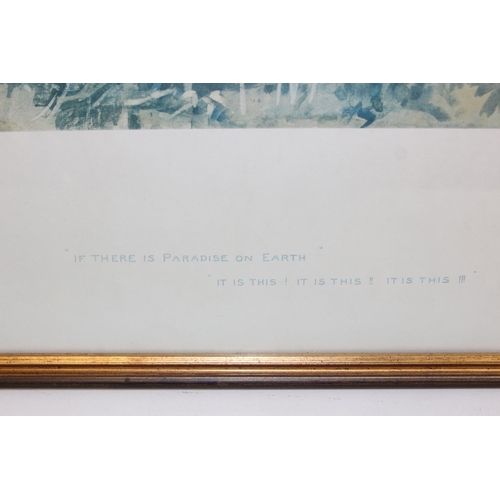 "IF THERE IS PARADISE ON EARTH"
"IT IS THIS ! IT IS THIS !! IT IS THIS !!!"